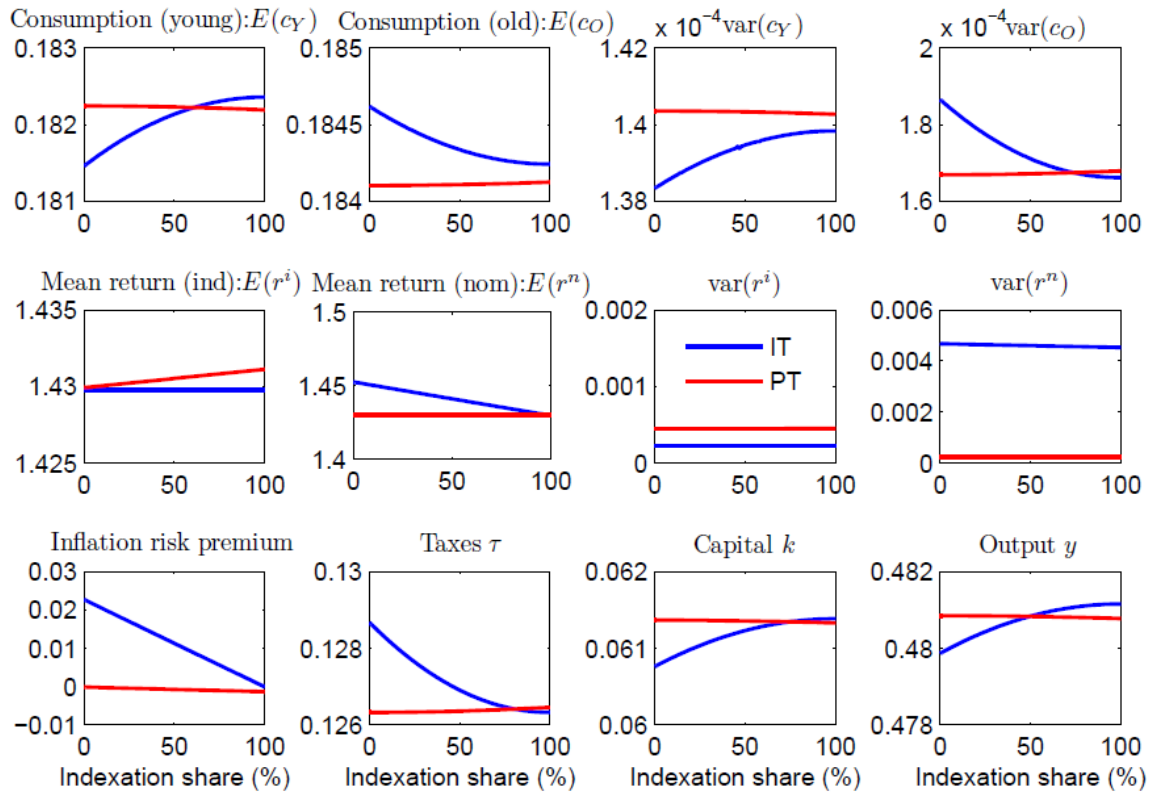 Consumption (young):E(c_Y) Consumption (old):E(c_O) x 10^-4 var(c_Y) x 10^-4 var(c_O)
0.183 0.185 1.42 2
0.182 0.1845 1.4 1.8
0.181 0.184 1.38 1.6
0 50 100 0 50 100 0 50 100 0 50 100
Mean return (ind):E(r^i) Mean return (nom):E(r^n) var(r^i) var(r^n)
1.435 1.5 0.002 0.006
IT
1.43 1.45 0.001 0.004
PT
0.002
1.425 1.4 0 0
0 50 100 0 50 100 0 50 100 0 50 100
Inflation risk premium Taxes τ Capital k Output y
0.03 0.13 0.062 0.482
0.02
0.01 0.128 0.061 0.48
0
−0.01 0.126 0.06 0.478
0 50 100 0 50 100 0 50 100 0 50 100
Indexation share (%) Indexation share (%) Indexation share (%) Indexation share (%)